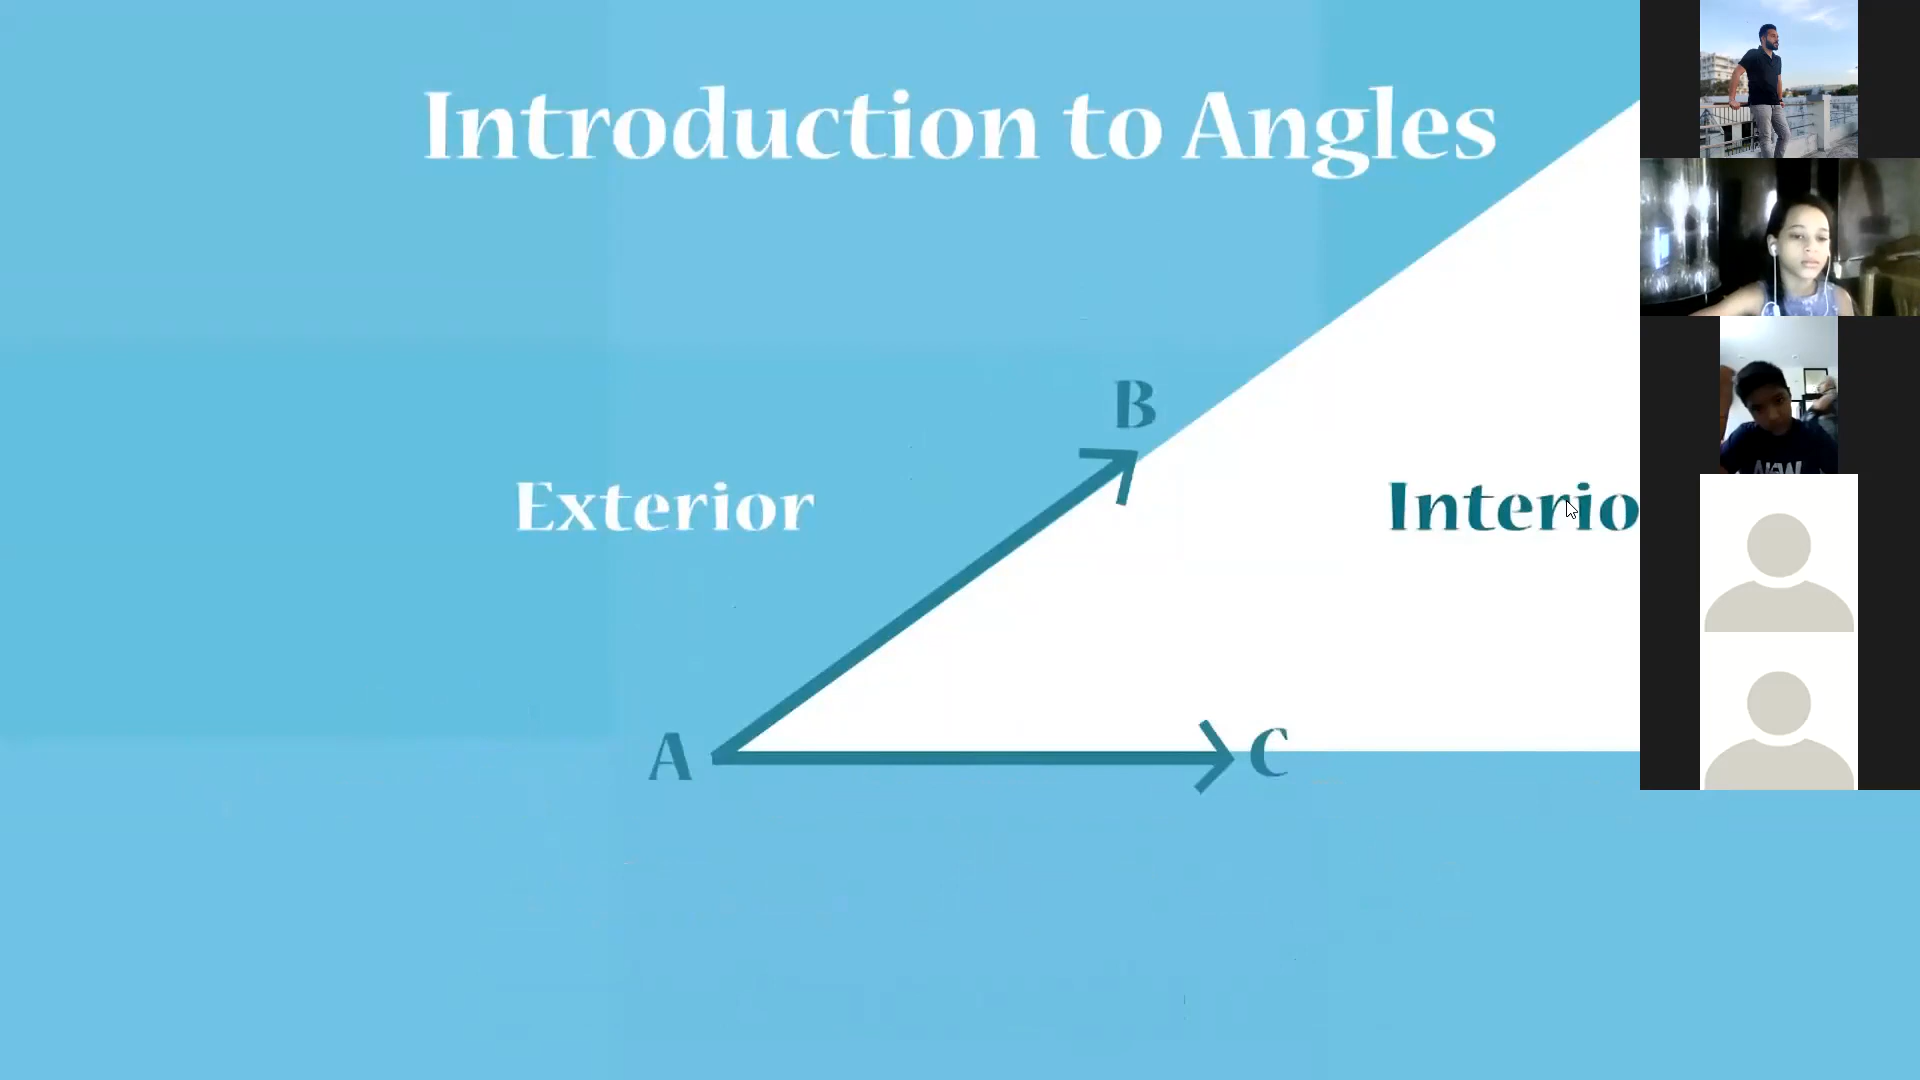 Introduction to Angles
B
Exterior
Interio
A
C